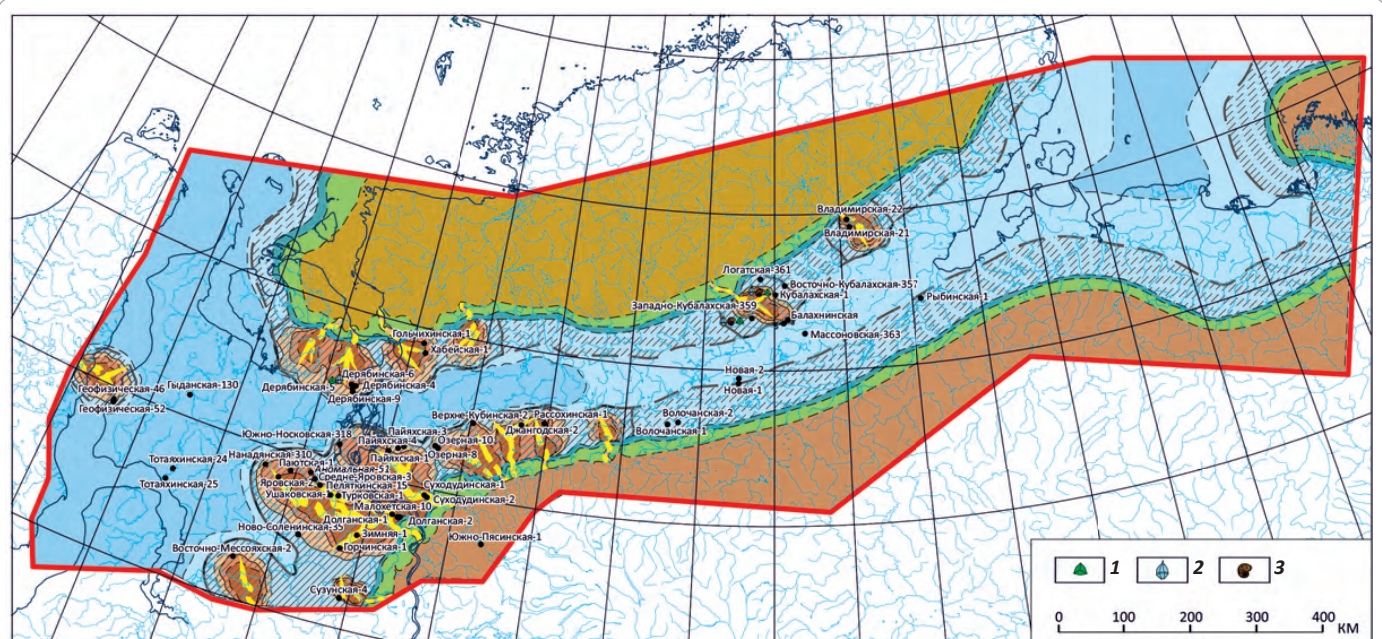 Владимирская-22
Владимирская-21
Логатская-361
Восточно-Кубалахская-357
Кубалахская-1
Западно-Кубалахская-359
Рыбинская-1
Балахнинская
Массоновская-363
Гольчихинская-1
Хабейская-1
Новая-2
Новая-1
Дерябинская-6
Дерябинская-5
Дерябинская-4
Дерябинская-9
Геофизическая-46
Гыданская-130
Геофизическая-52
Верхне-Кубинская-2
Рассохинская-1
Джангодская-2
Волочанская-2
Волочанская-1
Южно-Носковская-318
Пайяхская-3
Пайяхская-4
Озерная-10
Озерная-8
Пайяхская-1
Нанадянская-310
Паютская-1
Аномальная-51
Средне-Яровская-3
Яровская-2
Пеляткинская-15
Тотаяхинская-24
Тотаяхинская-25
Ушаковская-1
Турковская-1
Суходудинская-1
Суходудинская-2
Малохетская-10
Долганская-1
Долганская-2
Ново-Соленинская-35
Зимняя-1
Горчинская-1
Южно-Пясинская-1
Восточно-Мессояхская-2
Сузунская-4
1
2
3
0 100 200 300 400 км